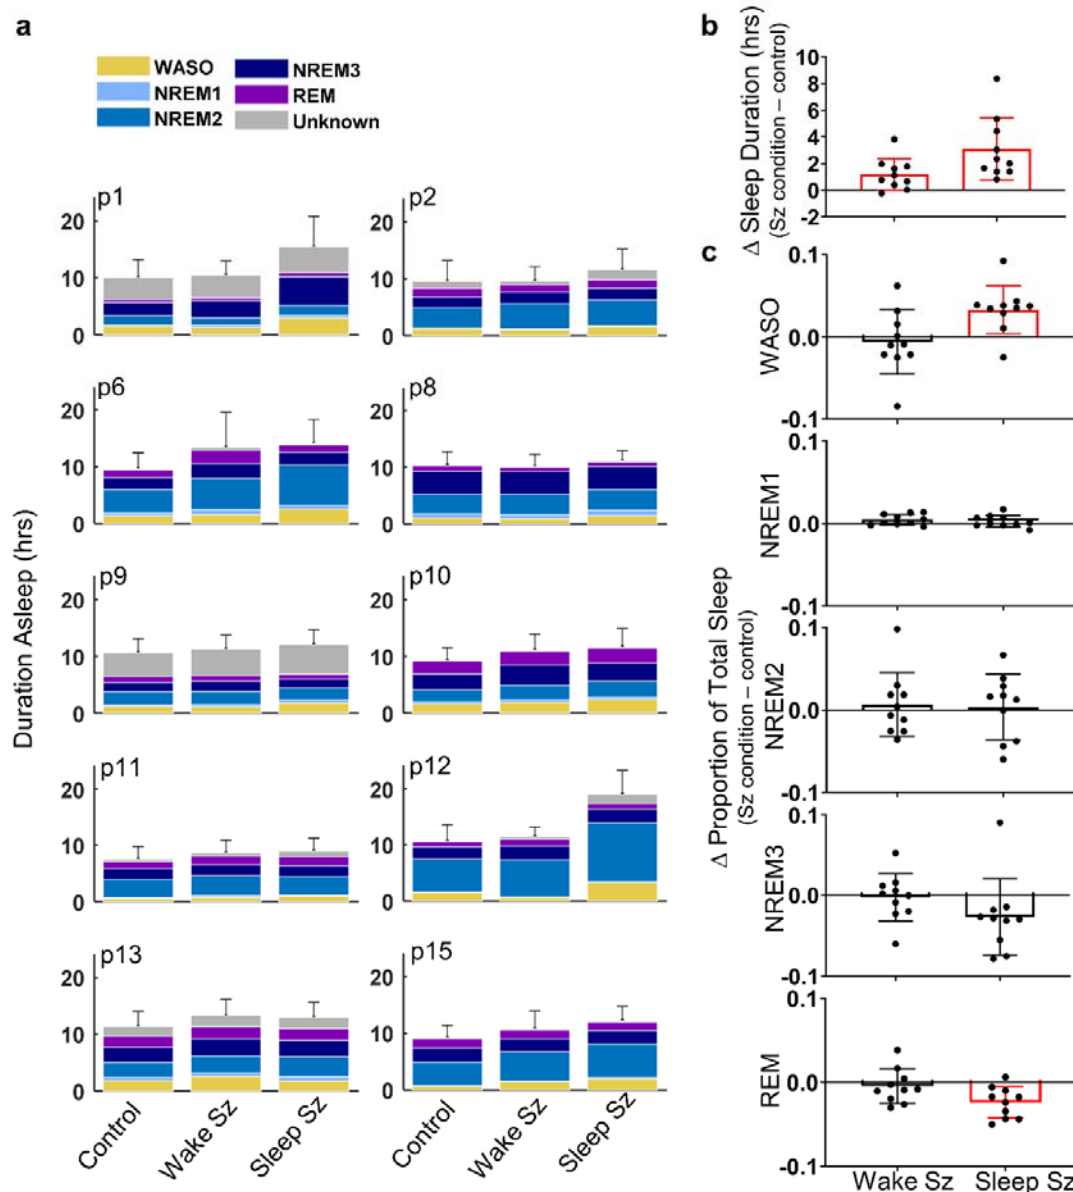 a
WASO
NREM1
NREM2
NREM3
REM
Unknown
Duration Asleep (hrs)
p1
20
10
0
p2
20
10
0
p6
20
10
0
p8
20
10
0
p9
20
10
0
p10
20
10
0
p11
20
10
0
p12
20
10
0
p13
20
10
0
p15
20
10
0
Control
Wake Sz
Sleep Sz
Control
Wake Sz
Sleep Sz
b
Δ Sleep Duration (hrs)
(Sz condition – control)
10
8
6
4
2
0
-2
c
Δ Proportion of Total Sleep
(Sz condition – control)
WASO
0.1
0.0
-0.1
NREM1
0.1
0.0
-0.1
NREM2
0.1
0.0
-0.1
NREM3
0.1
0.0
-0.1
REM
0.1
0.0
-0.1
Wake Sz
Sleep Sz